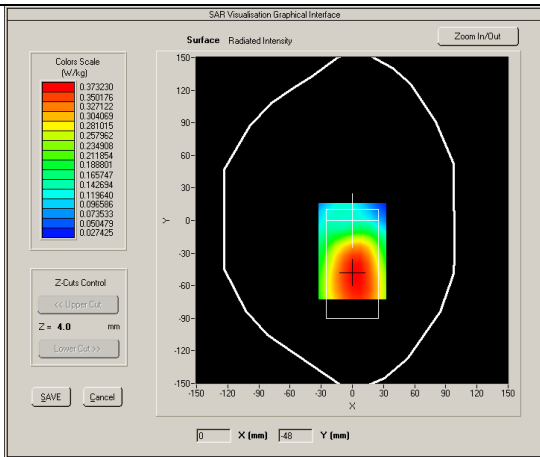 SAR Visualisation Graphical Interface
Surface Radiated Intensity
Zoom In/Out
Colors Scale
(W/kg)
0.373230
0.350176
0.327122
0.304069
0.281015
0.257962
0.234908
0.211854
0.188801
0.165747
0.142694
0.119640
0.096586
0.073533
0.050479
0.027425
Z-Cuts Control
<< Upper Cut
Z = 4.0 mm
Lower Cut >>
SAVE
Cancel
150
120
90
60
30
0
-30
-60
-90
-120
-150
Y
-150 -120 -90 -60 -30 0 30 60 90 120 150
X
0 X (mm) -48 Y (mm)